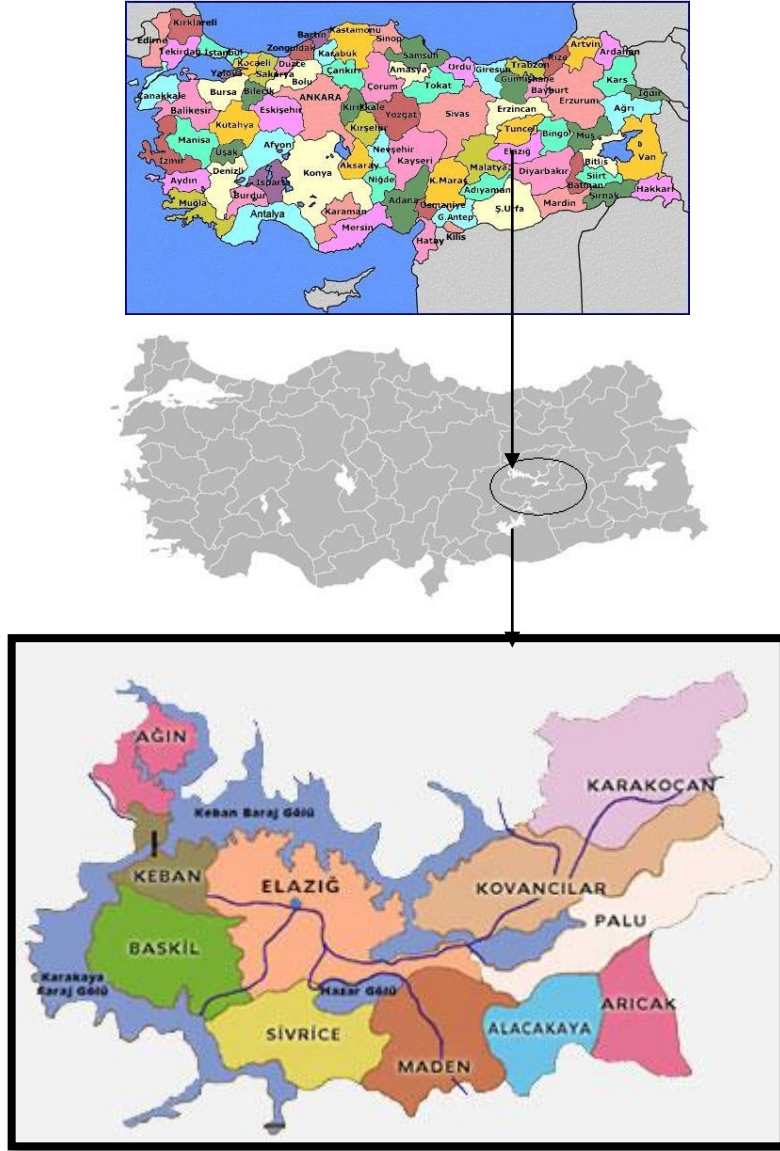 Kırklareli
Edirne
Tekirdağ
İstanbul
Yalova
Kocaeli
Sakarya
Düzce
Zonguldak
Bartın
Karabük
Kastamonu
Sinop
Samsun
Ordu
Giresun
Trabzon
Rize
Artvin
Ardahan
Çanakkale
Balikesir
Bursa
Bilecik
Bolu
Çankırı
Çorum
Amasya
Tokat
Gümüşhane
Bayburt
Erzurum
Kars
Iğdır
Ağrı
ANKARA
Kırıkkale
Yozgat
Sivas
Erzincan
Kutahya
Eskişehir
Kırşehir
Tunceli
Bingöl
Muş
Manisa
Uşak
Afyon
Nevşehir
Kayseri
Malatya
Elazığ
Bitlis
Van
İzmir
Denizli
Isparta
Konya
Aksaray
Niğde
K.Maraş
Adıyaman
Diyarbakır
Batman
Siirt
Şırnak
Hakkari
Aydın
Muğla
Burdur
Antalya
Karaman
Mersin
Adana
Osmaniye
G.Antep
Ş.Urfa
Mardin
Hatay
Kilis
AĞIN
KARAKOÇAN
Keban Baraj Gölü
KEBAN
ELAZIĞ
KOVANCILAR
PALU
BASKİL
Karakaya
Baraj Gölü
Hazar Gölü
ARICAK
SİVRİCE
ALACAKAYA
MADEN